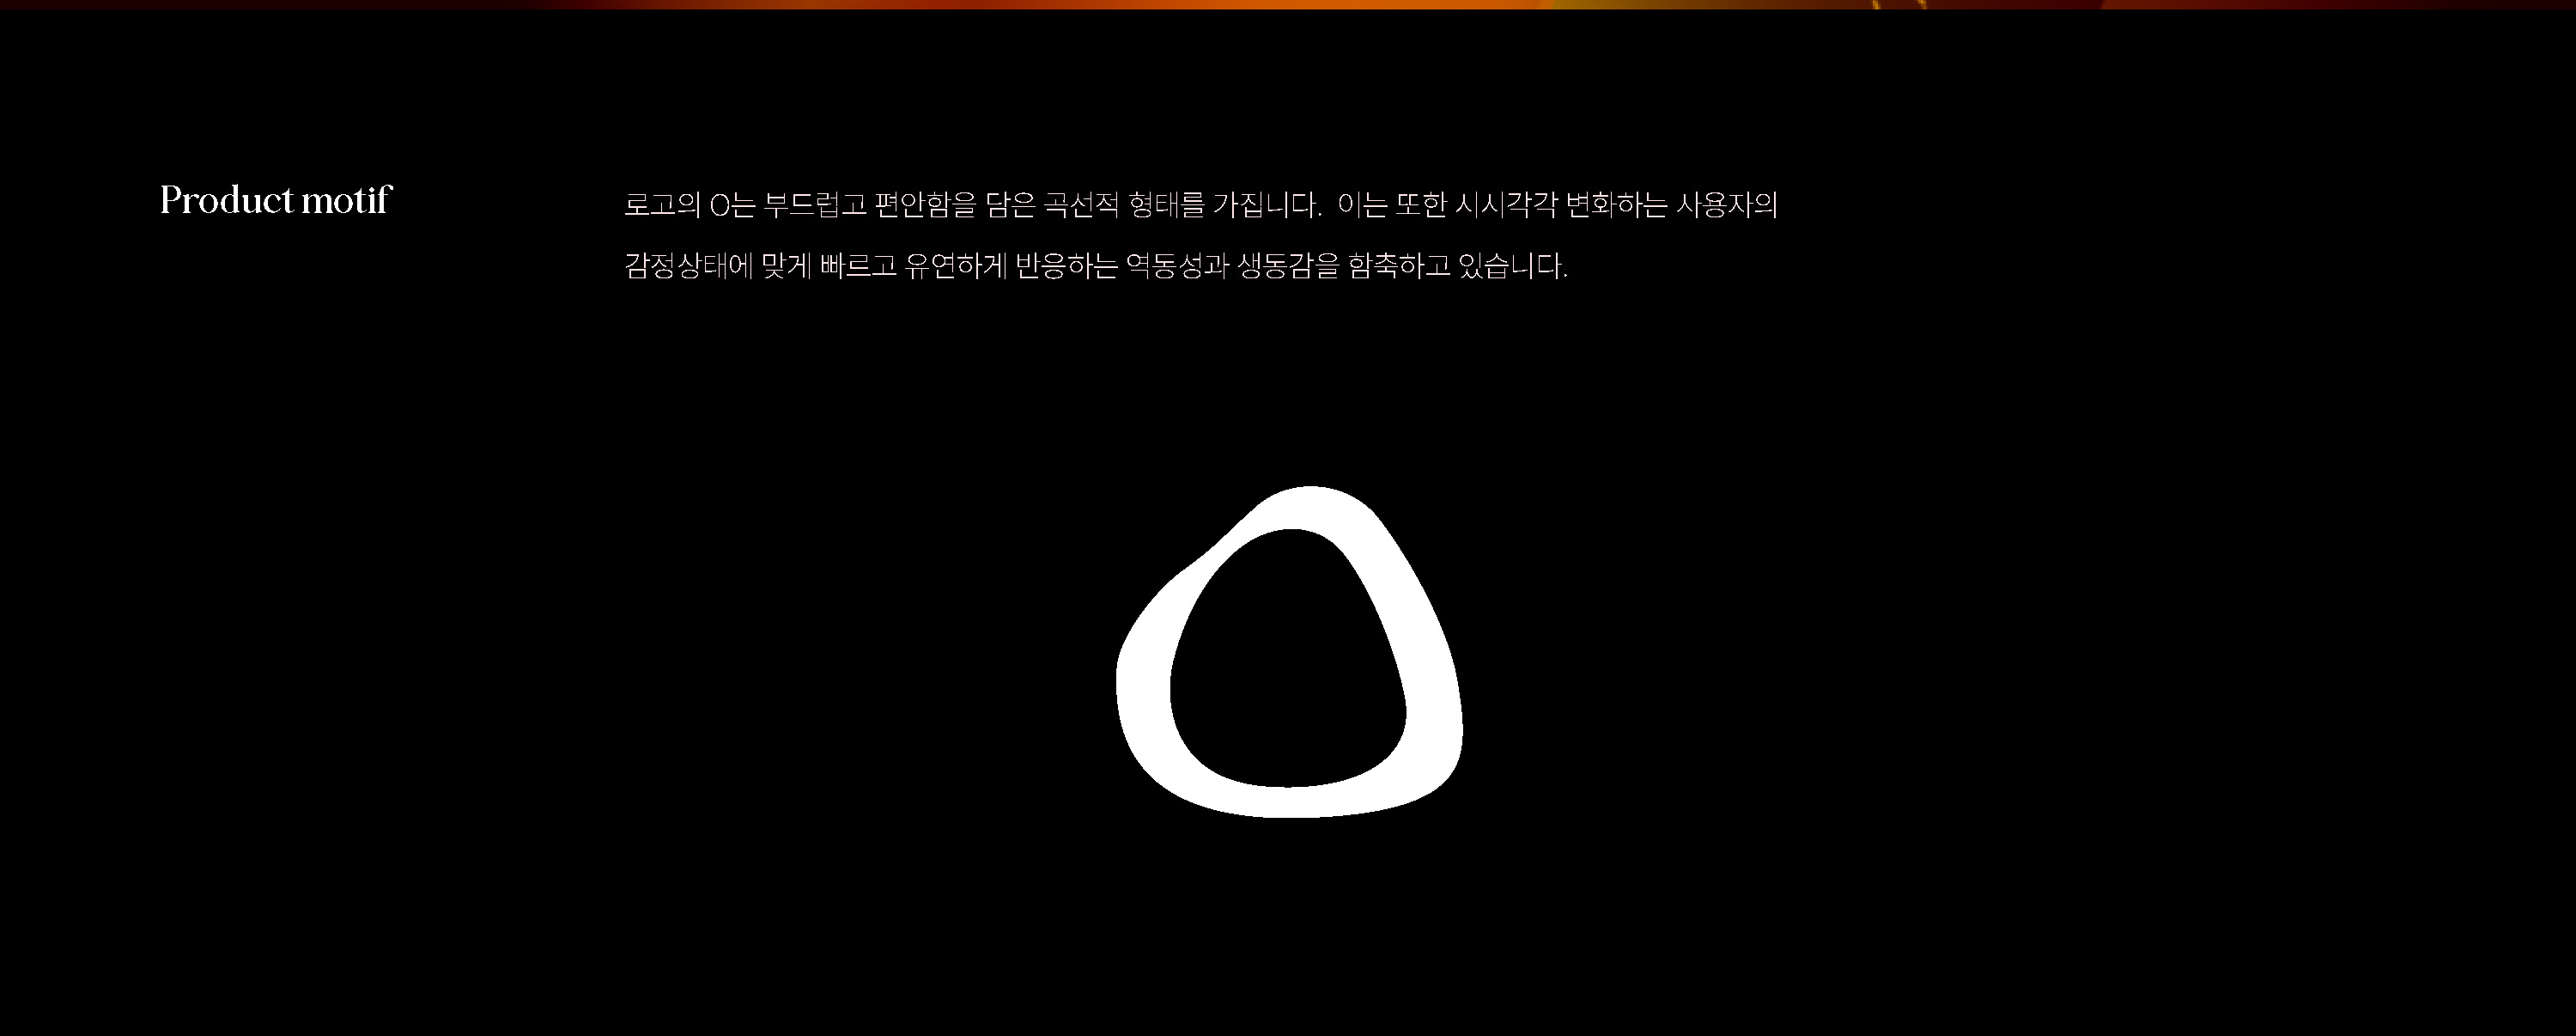 Product motif
로고의 O는 부드럽고 편안함을 담은 곡선적 형태를 가집니다. 이는 또한 시시각각 변화하는 사용자의
감정상태에 맞게 빠르고 유연하게 반응하는 역동성과 생동감을 함축하고 있습니다.